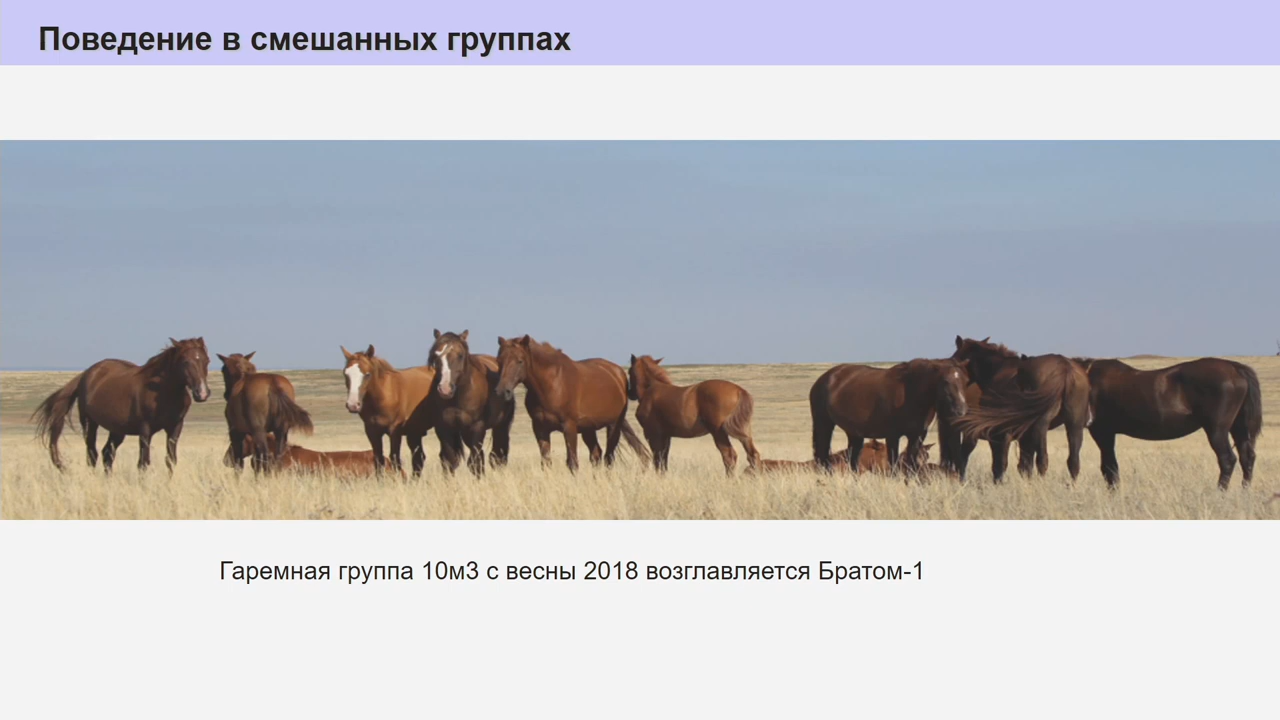 Поведение в смешанных группах
Гаремная группа 10м3 с весны 2018 возглавляется Братом-1